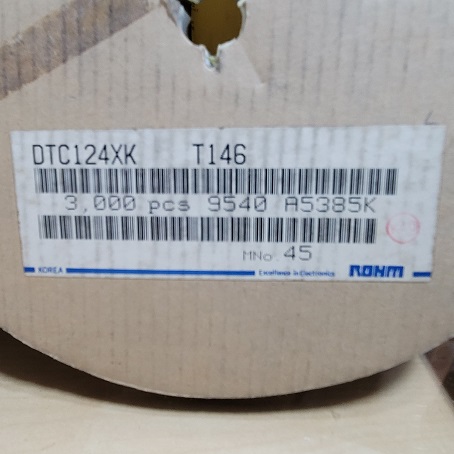 DTC124XK T146
3,000 pcs 9540 A5385K
MNo. 45
KOREA Excellence in Electronics ROHM